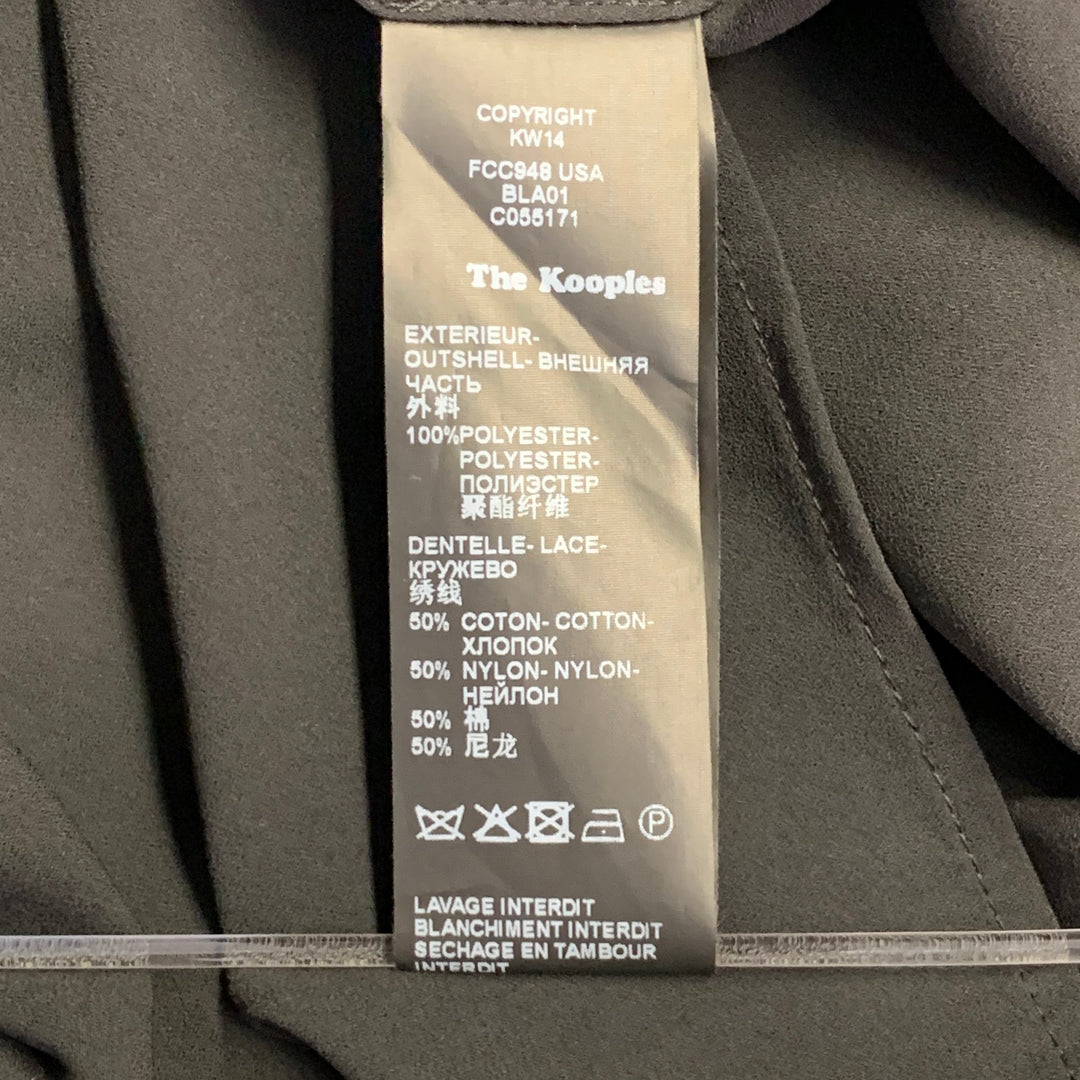 COPYRIGHT
KW14
FCC948 USA
BLA01
C055171
The Kooples
EXTERIEUR-
OUTSHELL- ВНЕШНЯЯ
ЧАСТЬ
外料
100%POLYESTER-
POLYESTER-
ПОЛИЭСТЕР
聚酯纤维
DENTELLE- LACE-
КРУЖЕВО
绣线
50% COTON- COTTON-
ХЛОПОК
50% NYLON- NYLON-
НЕЙЛОН
50% 棉
50% 尼龙
P
LAVAGE INTERDIT
BLANCHIMENT INTERDIT
SECHAGE EN TAMBOUR
INTERDIT